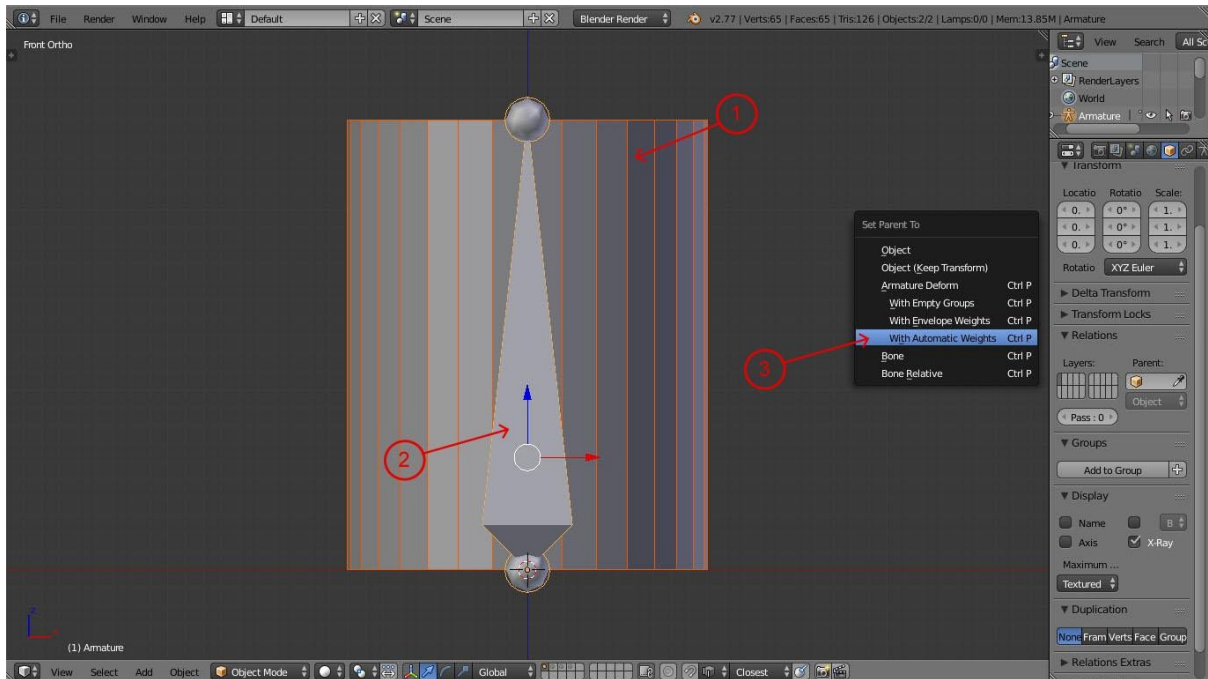 File Render Window Help Default Scene Blender Render v2.77 | Verts:65 | Faces:65 | Tris:126 | Objects:2/2 | Lamps:0/0 | Mem:13.85M | Armature
Front Ortho
View Search All Sc
Scene
RenderLayers
World
Armature
1
2
3
Set Parent To
Object
Object (Keep Transform)
Armature Deform Ctrl P
With Empty Groups Ctrl P
With Envelope Weights Ctrl P
With Automatic Weights Ctrl P
Bone Ctrl P
Bone Relative Ctrl P
Transform
Locatio Rotatio Scale:
0. 0° 1.
0. 0° 1.
0. 0° 1.
Rotatio XYZ Euler
Delta Transform
Transform Locks
Relations
Layers: Parent:
Object
Pass : 0
Groups
Add to Group
Display
Name B
Axis X-Ray
Maximum ...
Textured
Duplication
None Fram Verts Face Group
Relations Extras
z
x
(1) Armature
View Select Add Object Object Mode Global Closest